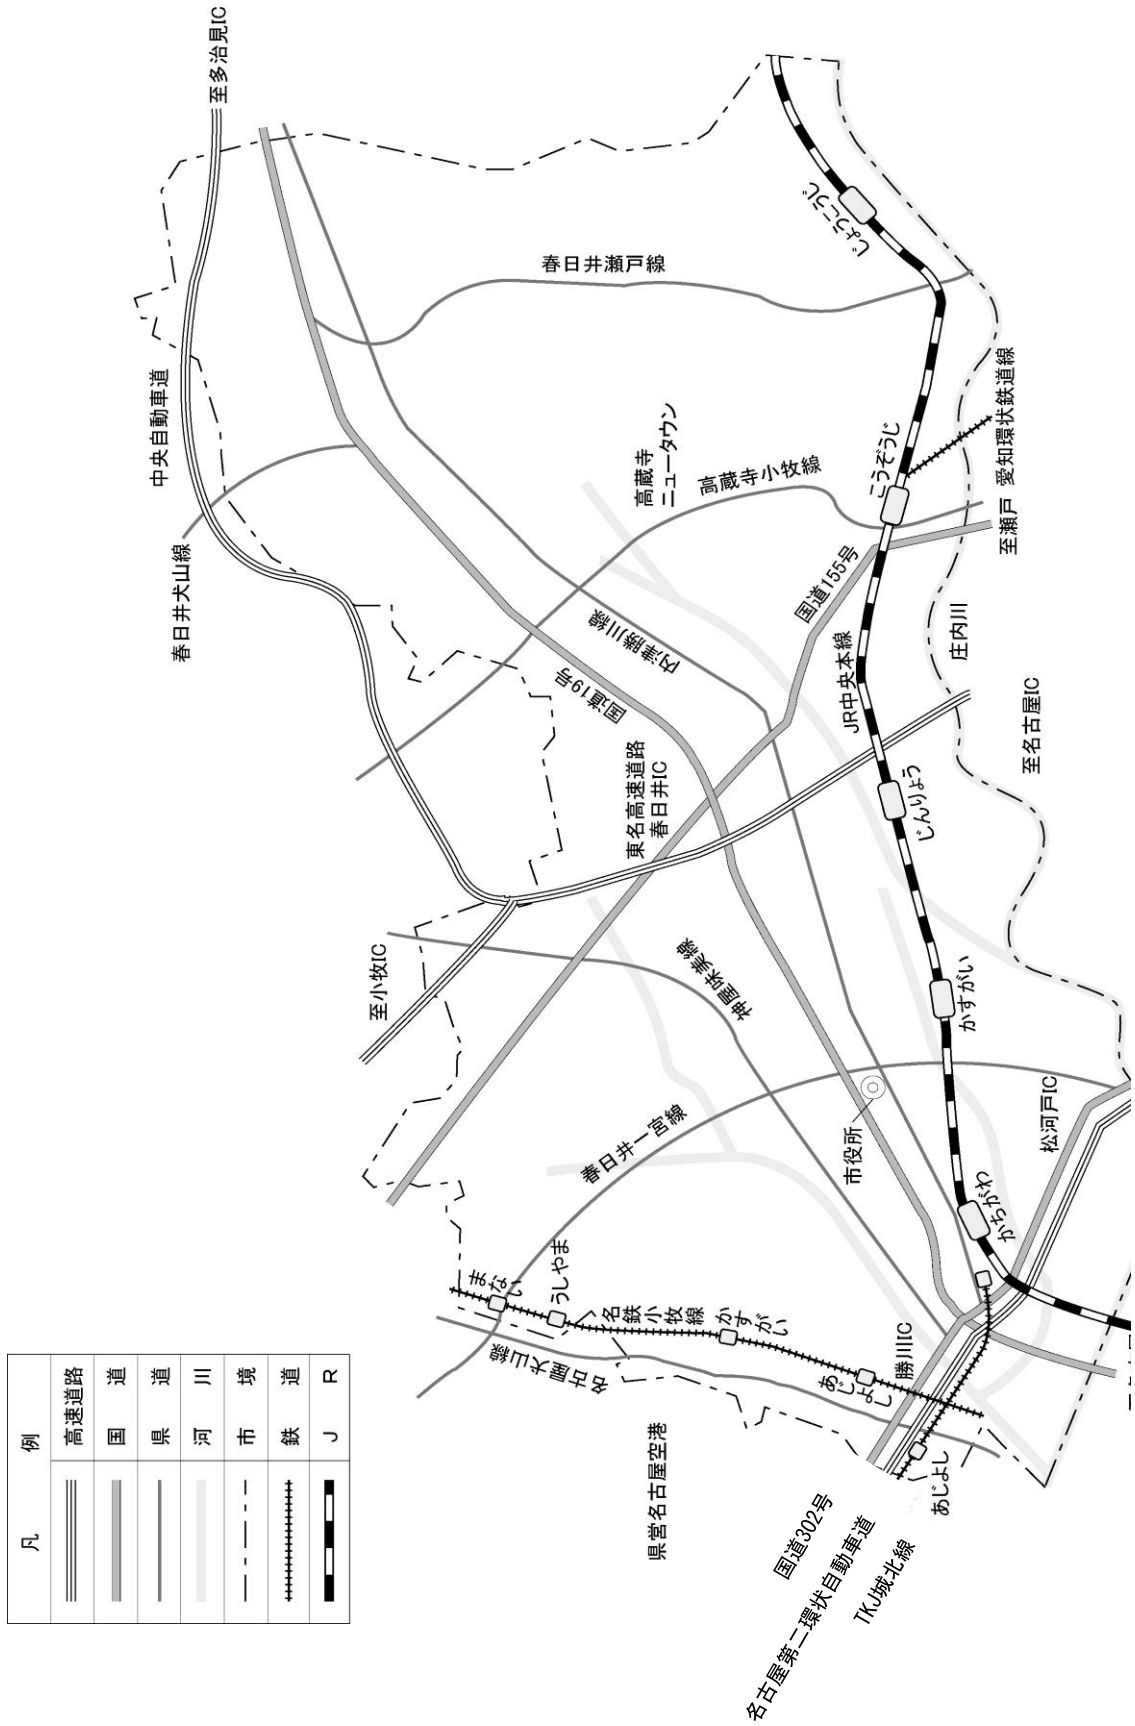 凡例
高速道路
国道
県道
河川
市境
鉄道
JR
至多治見IC
中央自動車道
春日井瀬戸線
じょうこうじ
春日井犬山線
高蔵寺
ニュータウン
高蔵寺小牧線
こうぞうじ
愛知環状鉄道線
至瀬戸
国道155号
内津勝川線
国道19号
JR中央本線
庄内川
至名古屋IC
東名高速道路
春日井IC
じんりょう
至小牧IC
神屋味美線
かすがい
春日井一宮線
市役所
松河戸IC
かちがわ
まない
うしやま
名鉄
小牧線
かすがい
名古屋犬山線
あじよし
勝川IC
県営名古屋空港
あじよし
国道302号
名古屋第二環状自動車道
TKJ城北線